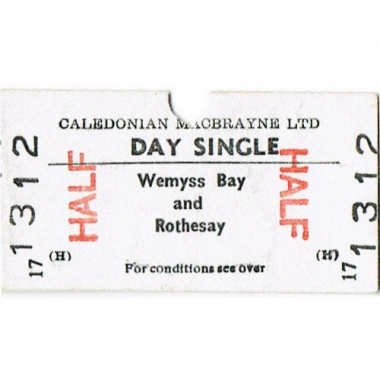 CALEDONIAN MACBRAYNE LTD
DAY SINGLE
Wemyss Bay
and
Rothesay
For conditions see over
HALF
HALF
(H)
(H)
17 1312
17 1312